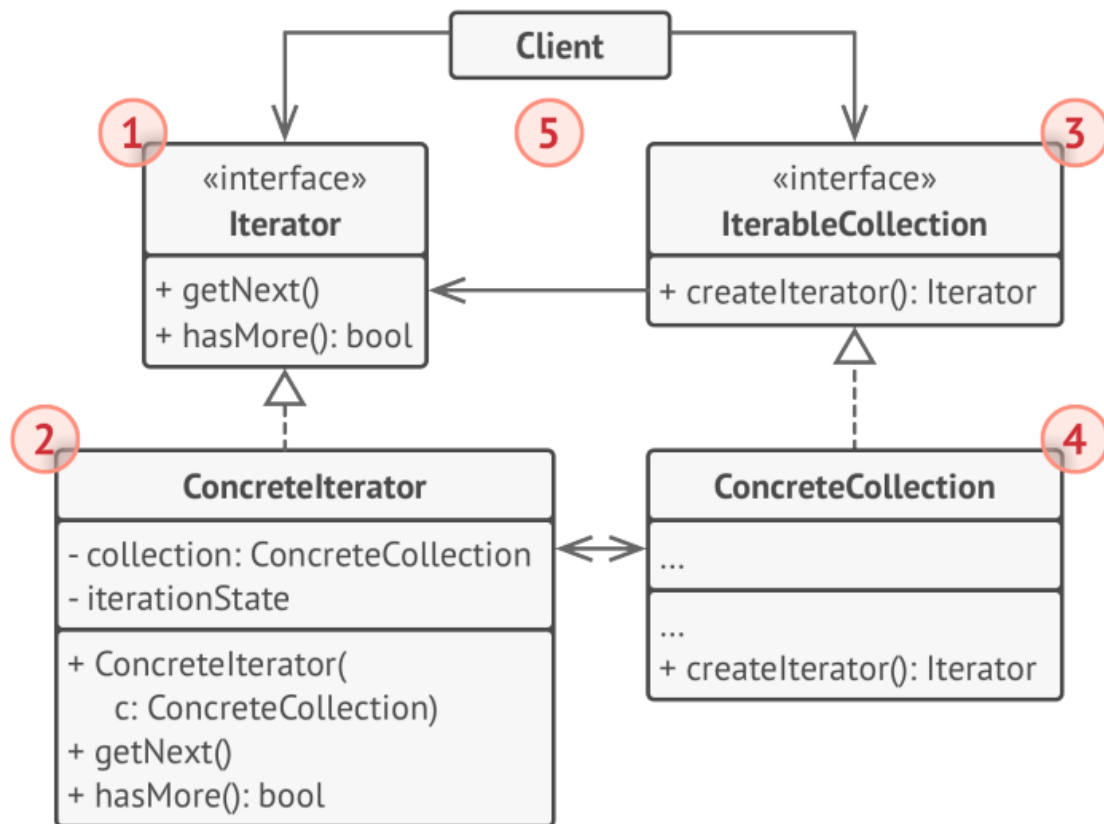 Client
1
5
3
«interface»
Iterator
+ getNext()
+ hasMore(): bool
«interface»
IterableCollection
+ createIterator(): Iterator
2
ConcreteIterator
- collection: ConcreteCollection
- iterationState
+ ConcreteIterator(
c: ConcreteCollection)
+ getNext()
+ hasMore(): bool
4
ConcreteCollection
...
...
+ createIterator(): Iterator